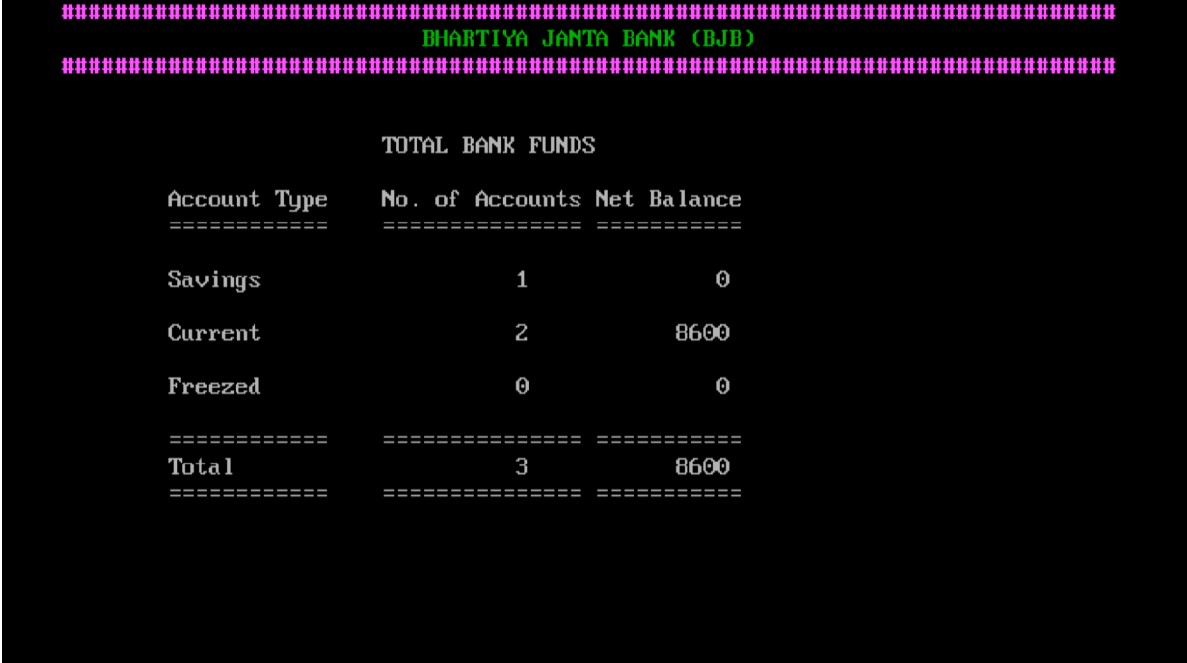 ###############################################################################
BHARTIYA JANTA BANK (BJB)
###############################################################################
TOTAL BANK FUNDS
Account Type No. of Accounts Net Balance
============ =============== ===========
Savings 1 0
Current 2 8600
Freezed 0 0
============ =============== ===========
Total 3 8600
============ =============== ===========